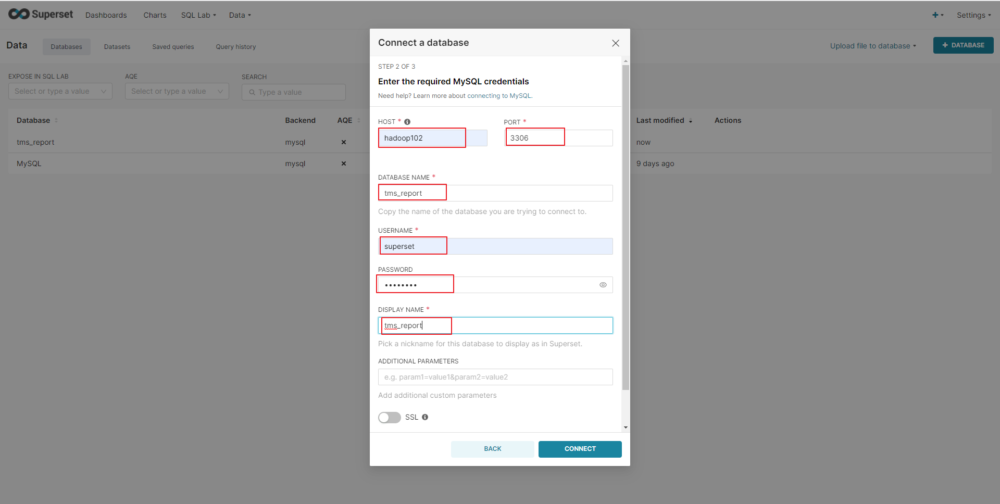 Superset Dashboards Charts SQL Lab Data Settings
Data Databases Datasets Saved queries Query history Upload file to database + DATABASE
EXPOSE IN SQL LAB AQE SEARCH
Select or type a value Select or type a value Type a value
Database Backend AQE Last modified Actions
tms_report mysql × now
MySQL mysql × 9 days ago
Connect a database
STEP 2 OF 3
Enter the required MySQL credentials
Need help? Learn more about connecting to MySQL.
HOST * PORT *
hadoop102 3306
DATABASE NAME *
tms_report
Copy the name of the database you are trying to connect to.
USERNAME *
superset
PASSWORD
••••••••
DISPLAY NAME *
tms_report
Pick a nickname for this database to display as in Superset.
ADDITIONAL PARAMETERS
e.g. param1=value1&param2=value2
Add additional custom parameters
SSL
BACK CONNECT